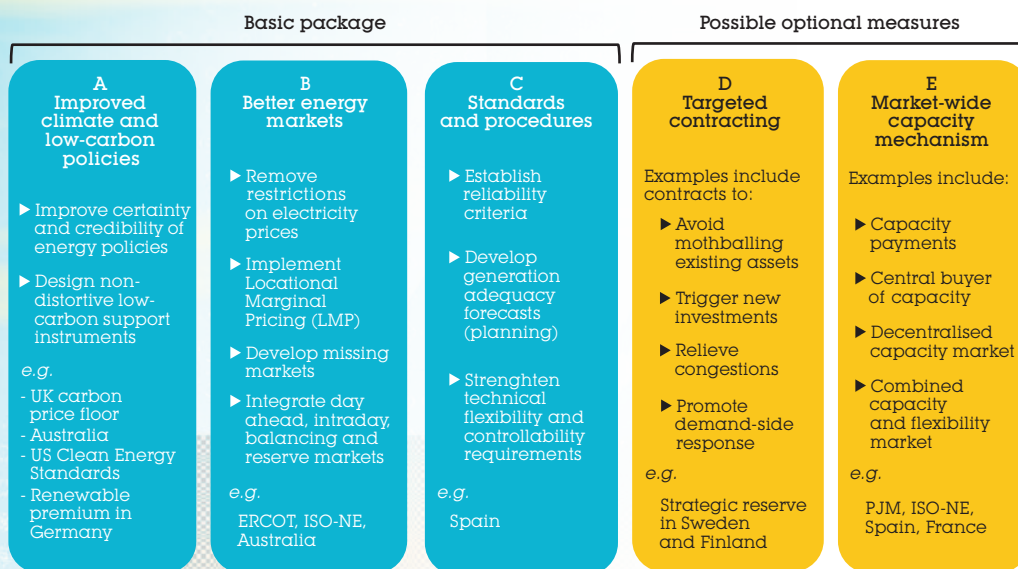 Basic package
Possible optional measures
A
Improved
climate and
low-carbon
policies
▶ Improve certainty
and credibility of
energy policies
▶ Design non-
distortive low-
carbon support
instruments
e.g.
- UK carbon
price floor
- Australia
- US Clean Energy
Standards
- Renewable
premium in
Germany
B
Better energy
markets
▶ Remove
restrictions
on electricity
prices
▶ Implement
Locational
Marginal
Pricing (LMP)
▶ Develop missing
markets
▶ Integrate day
ahead, intraday,
balancing and
reserve markets
e.g.
ERCOT, ISO-NE,
Australia
C
Standards
and procedures
▶ Establish
reliability
criteria
▶ Develop
generation
adequacy
forecasts
(planning)
▶ Strenghten
technical
flexibility and
controllability
requirements
e.g.
Spain
D
Targeted
contracting
Examples include
contracts to:
▶ Avoid
mothballing
existing assets
▶ Trigger new
investments
▶ Relieve
congestions
▶ Promote
demand-side
response
e.g.
Strategic reserve
in Sweden
and Finland
E
Market-wide
capacity
mechanism
Examples include:
▶ Capacity
payments
▶ Central buyer
of capacity
▶ Decentralised
capacity market
▶ Combined
capacity
and flexibility
market
e.g.
PJM, ISO-NE,
Spain, France